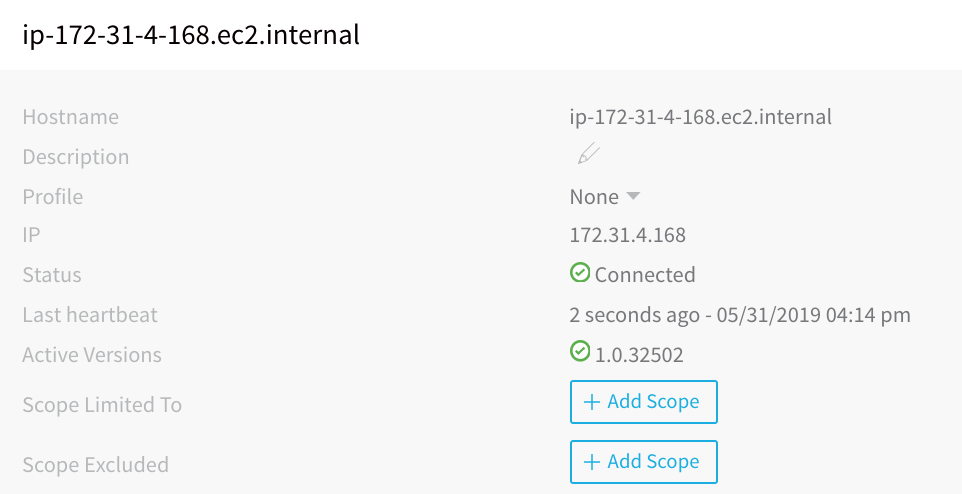 ip-172-31-4-168.ec2.internal
Hostname ip-172-31-4-168.ec2.internal
Description
Profile None
IP 172.31.4.168
Status Connected
Last heartbeat 2 seconds ago - 05/31/2019 04:14 pm
Active Versions 1.0.32502
Scope Limited To + Add Scope
Scope Excluded + Add Scope